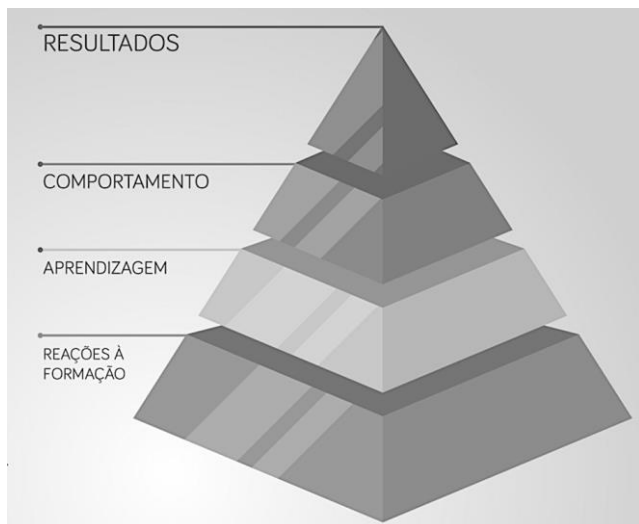 RESULTADOS
COMPORTAMENTO
APRENDIZAGEM
REAÇÕES À
FORMAÇÃO